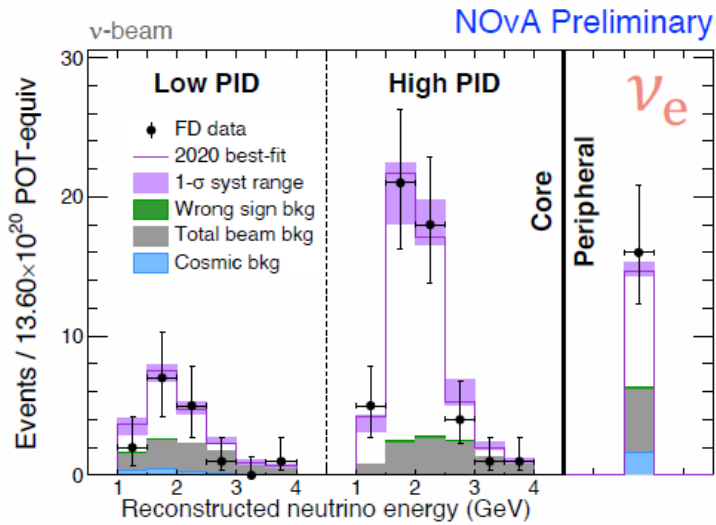 ν-beam
NOvA Preliminary
Low PID
High PID
νe
FD data
2020 best-fit
1-σ syst range
Wrong sign bkg
Total beam bkg
Cosmic bkg
Core
Peripheral
Events / 13.60×10²⁰ POT-equiv
30
20
10
0
1 2 3 4 1 2 3 4
Reconstructed neutrino energy (GeV)